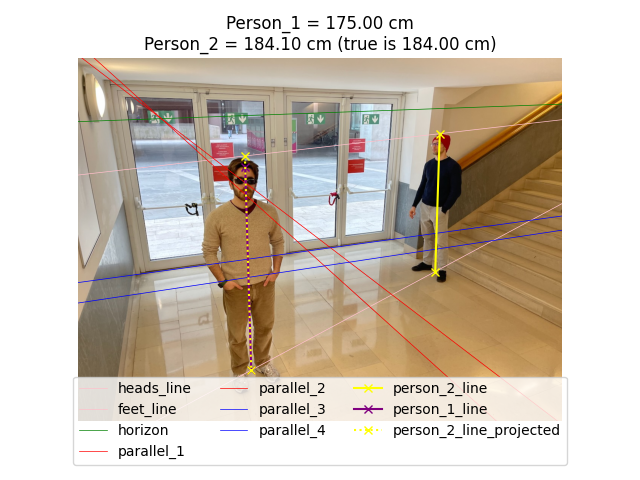 Person_1 = 175.00 cm
Person_2 = 184.10 cm (true is 184.00 cm)
heads_line
feet_line
horizon
parallel_1
parallel_2
parallel_3
parallel_4
person_2_line
person_1_line
person_2_line_projected